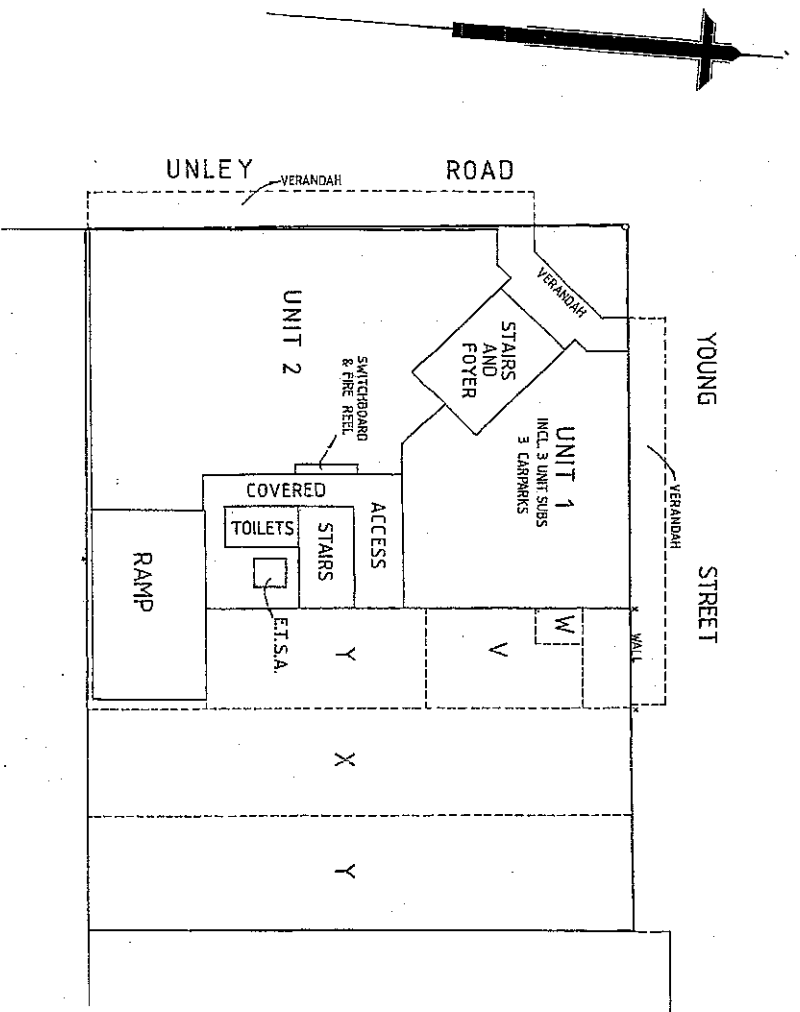 UNLEY ROAD
VERANDAH
VERANDAH
YOUNG STREET
VERANDAH
STAIRS
AND
FOYER
UNIT 2
SWITCHBOARD
& FIRE REEL
UNIT 1
INCL. 3 UNIT SUBS
3 CARPARKS
COVERED
ACCESS
TOILETS
STAIRS
RAMP
E.T.S.A.
W
WALL
V
Y
X
Y